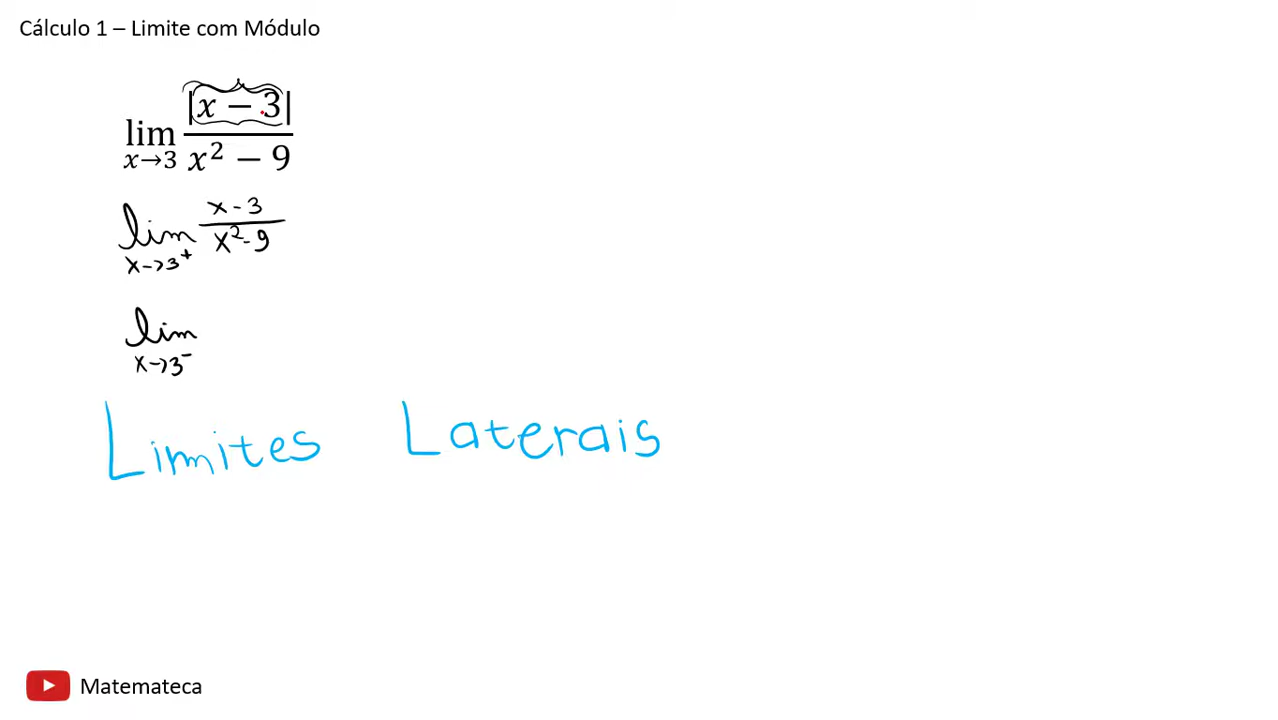 Cálculo 1 – Limite com Módulo
lim x→3 |x − 3| / x² − 9
lim x→3⁺ x - 3 / x² - 9
lim x→3⁻
Limites Laterais
Matemateca